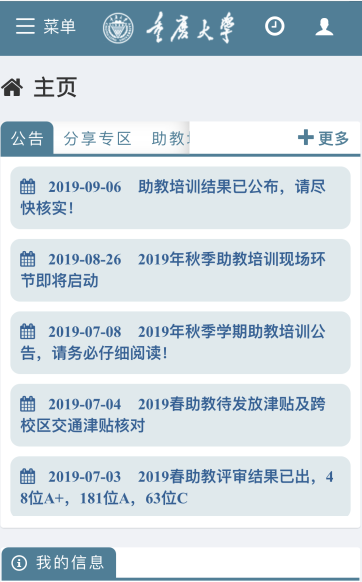 菜单 重庆大学
主页
公告 分享专区 助教 更多
2019-09-06 助教培训结果已公布，请尽
快核实！
2019-08-26 2019年秋季助教培训现场环
节即将启动
2019-07-08 2019年秋季学期助教培训公
告，请务必仔细阅读！
2019-07-04 2019春助教待发放津贴及跨
校区交通津贴核对
2019-07-03 2019春助教评审结果已出，4
8位A+，181位A，63位C
我的信息